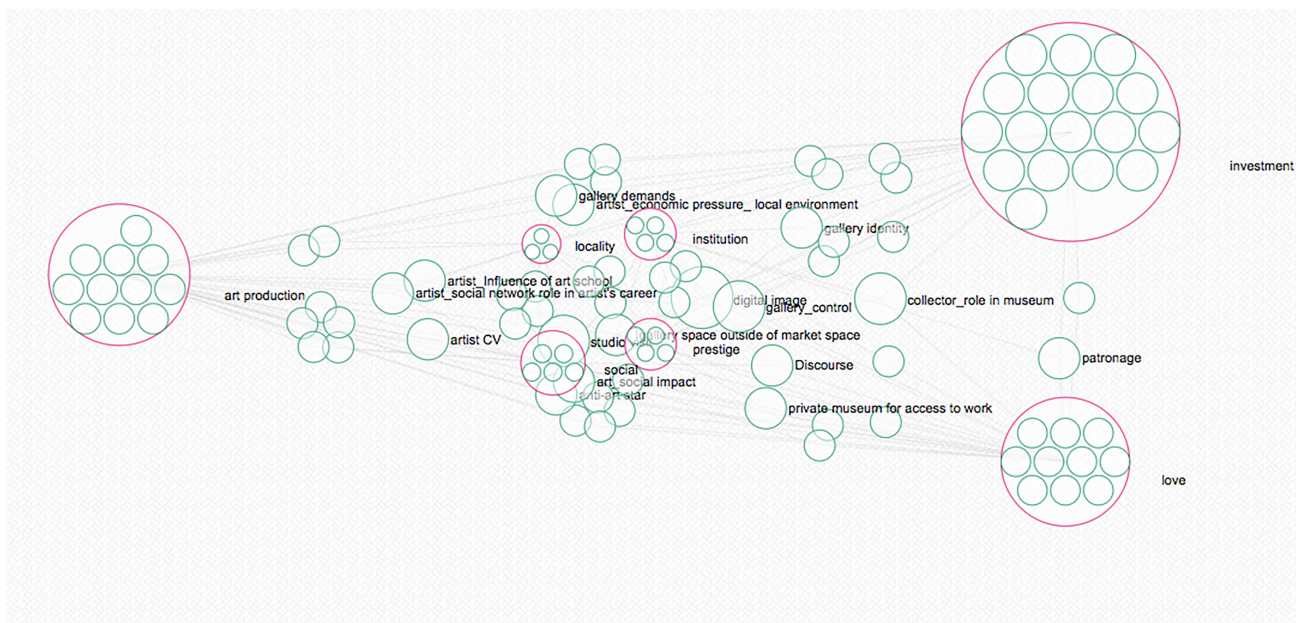 investment
gallery demands
artist_economic pressure_ local environment
gallery identity
institution
locality
artist_Influence of art school
artist_social network role in artist's career
art production
digital image
gallery_control
collector_role in museum
artist CV
studio
space outside of market space
prestige
Discourse
patronage
social
art_social impact
anti-art star
private museum for access to work
love